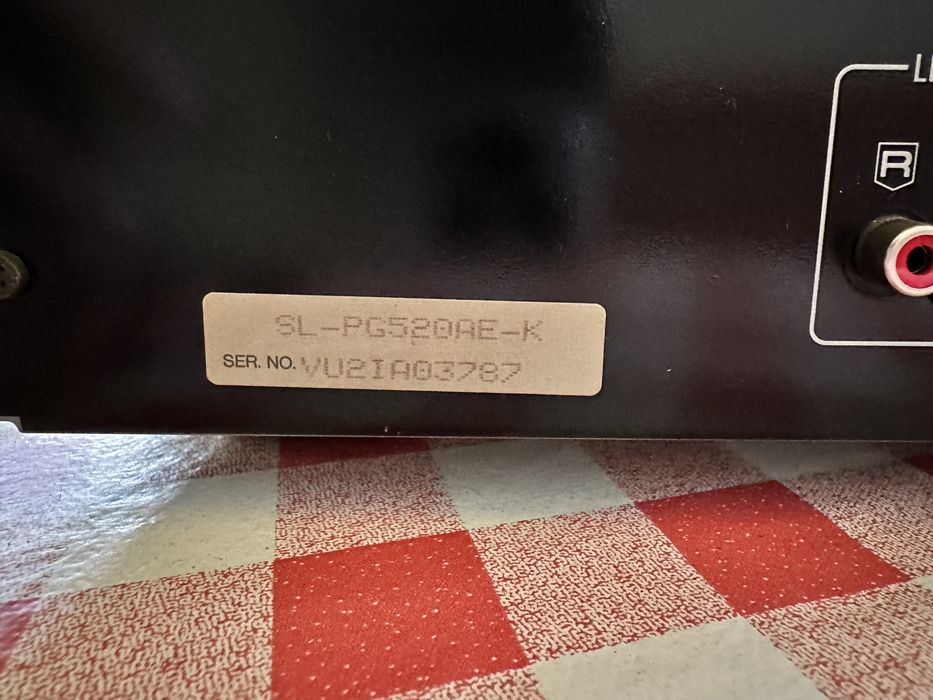 R
SL-PG520AE-K
SER. NO. VU2IA03787